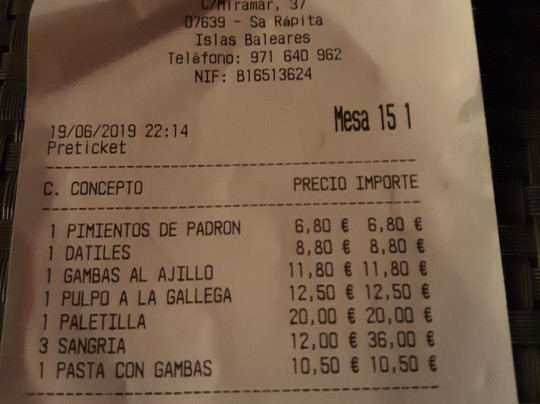 C/Miramar, 37
07639 - Sa Ràpita
Islas Baleares
Teléfono: 971 640 962
NIF: B16513624
Mesa 15 1
19/06/2019 22:14
Preticket
C. CONCEPTO PRECIO IMPORTE
1 PIMIENTOS DE PADRON 6,80 € 6,80 €
1 DATILES 8,80 € 8,80 €
1 GAMBAS AL AJILLO 11,80 € 11,80 €
1 PULPO A LA GALLEGA 12,50 € 12,50 €
1 PALETILLA 20,00 € 20,00 €
3 SANGRIA 12,00 € 36,00 €
1 PASTA CON GAMBAS 10,50 € 10,50 €